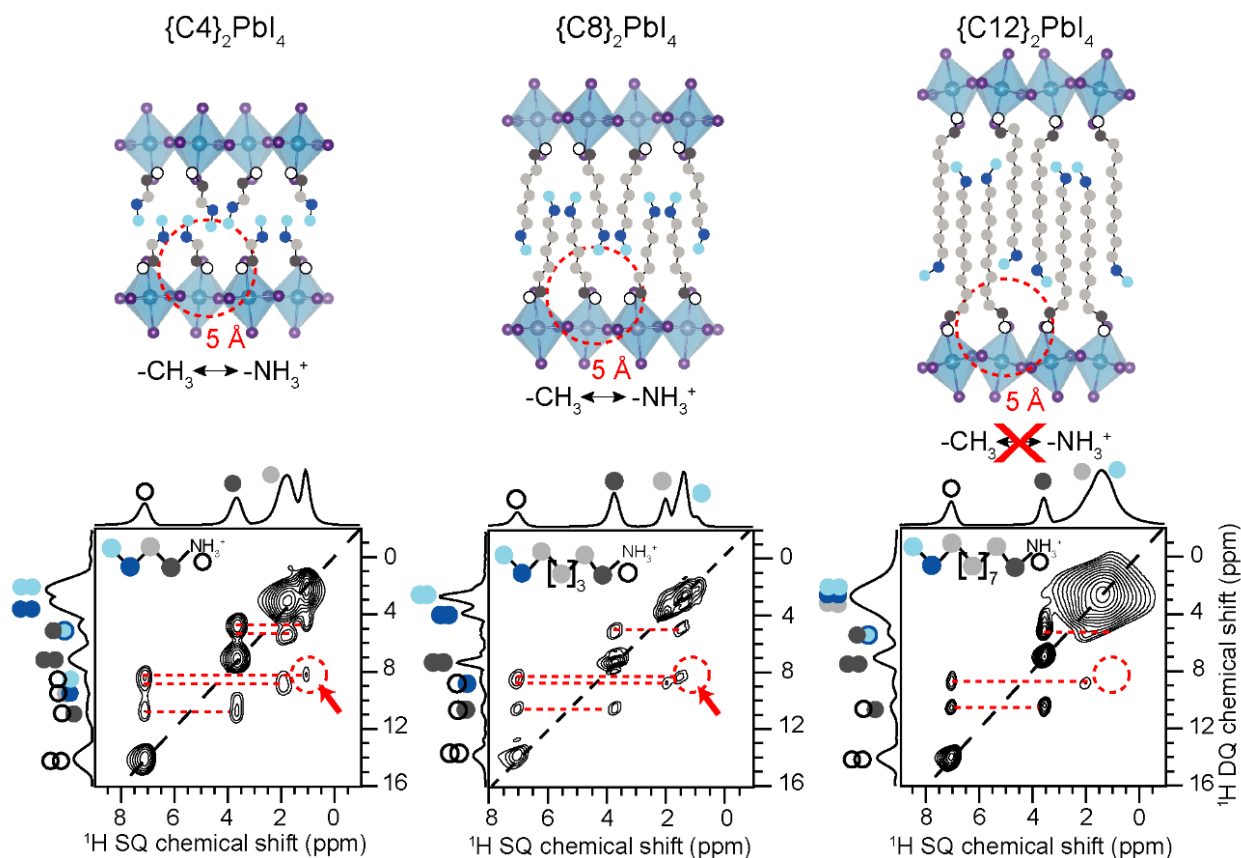 {C4}₂PbI₄
{C8}₂PbI₄
{C12}₂PbI₄
5 Å
-CH₃↔-NH₃⁺
5 Å
-CH₃↔-NH₃⁺
5 Å
-CH₃↔-NH₃⁺
NH₃⁺
[ ]₃
NH₃⁺
[ ]₇
NH₃⁺
0
4
8
12
16
0
4
8
12
16
0
4
8
12
16
¹H DQ chemical shift (ppm)
8 6 4 2 0
8 6 4 2 0
8 6 4 2 0
¹H SQ chemical shift (ppm)
¹H SQ chemical shift (ppm)
¹H SQ chemical shift (ppm)